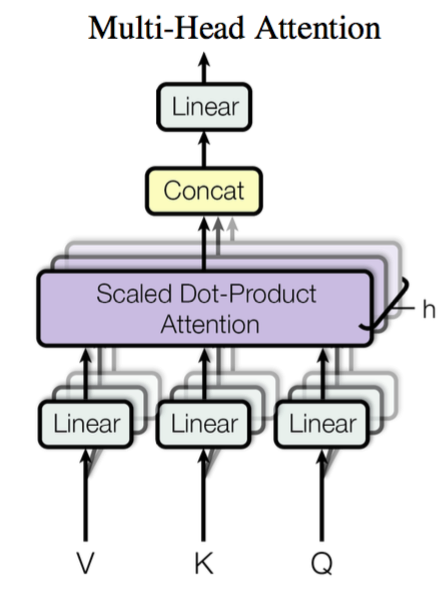 Multi-Head Attention
Linear
Concat
Scaled Dot-Product
Attention
h
Linear Linear Linear
V K Q